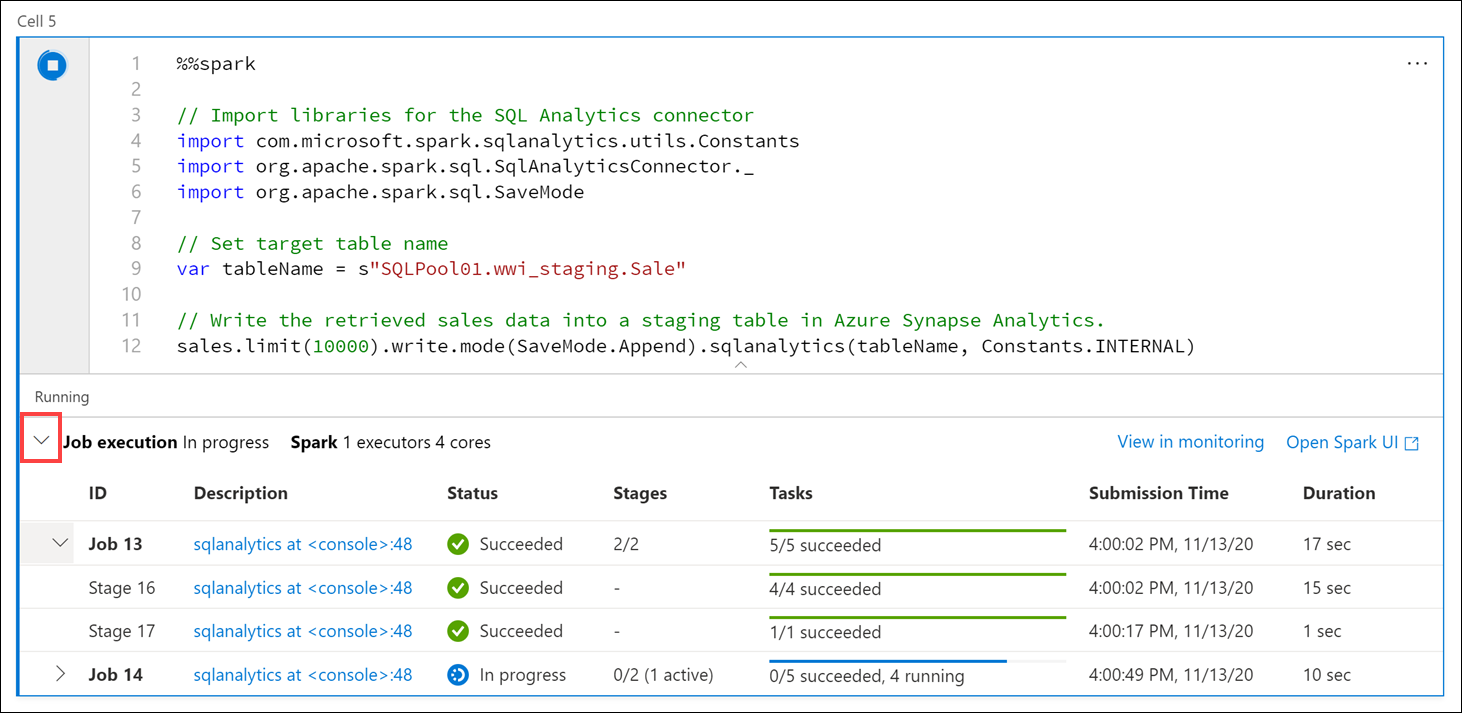 Cell 5
1 %%spark
2
3 // Import libraries for the SQL Analytics connector
4 import com.microsoft.spark.sqlanalytics.utils.Constants
5 import org.apache.spark.sql.SqlAnalyticsConnector._
6 import org.apache.spark.sql.SaveMode
7
8 // Set target table name
9 var tableName = s"SQLPool01.wwi_staging.Sale"
10
11 // Write the retrieved sales data into a staging table in Azure Synapse Analytics.
12 sales.limit(10000).write.mode(SaveMode.Append).sqlanalytics(tableName, Constants.INTERNAL)
Running
Job execution In progress Spark 1 executors 4 cores View in monitoring Open Spark UI
ID Description Status Stages Tasks Submission Time Duration
Job 13 sqlanalytics at <console>:48 Succeeded 2/2 5/5 succeeded 4:00:02 PM, 11/13/20 17 sec
Stage 16 sqlanalytics at <console>:48 Succeeded - 4/4 succeeded 4:00:02 PM, 11/13/20 15 sec
Stage 17 sqlanalytics at <console>:48 Succeeded - 1/1 succeeded 4:00:17 PM, 11/13/20 1 sec
Job 14 sqlanalytics at <console>:48 In progress 0/2 (1 active) 0/5 succeeded, 4 running 4:00:49 PM, 11/13/20 10 sec